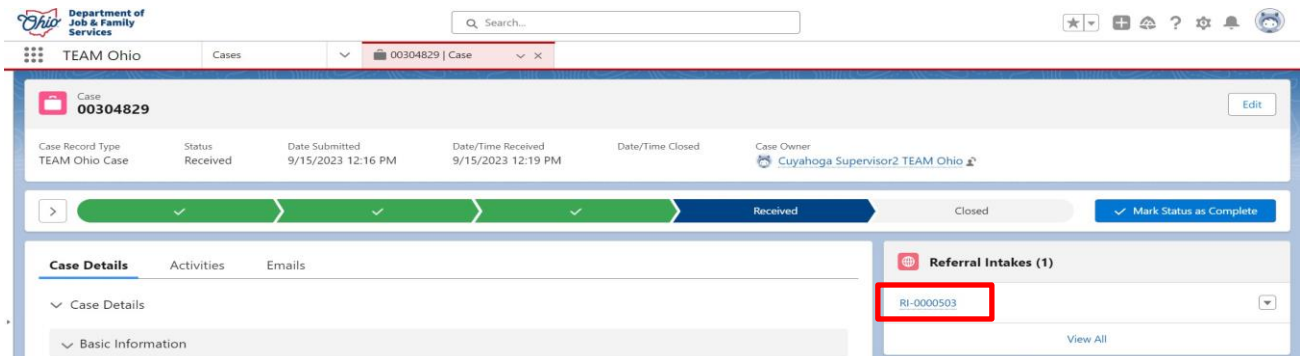 Ohio
Department of
Job & Family
Services
Search...
TEAM Ohio
Cases
00304829 | Case
Case
00304829
Edit
Case Record Type
Status
Date Submitted
Date/Time Received
Date/Time Closed
Case Owner
TEAM Ohio Case
Received
9/15/2023 12:16 PM
9/15/2023 12:19 PM
Cuyahoga Supervisor2 TEAM Ohio
Received
Closed
Mark Status as Complete
Case Details
Activities
Emails
Case Details
Basic Information
Referral Intakes (1)
RI-0000503
View All